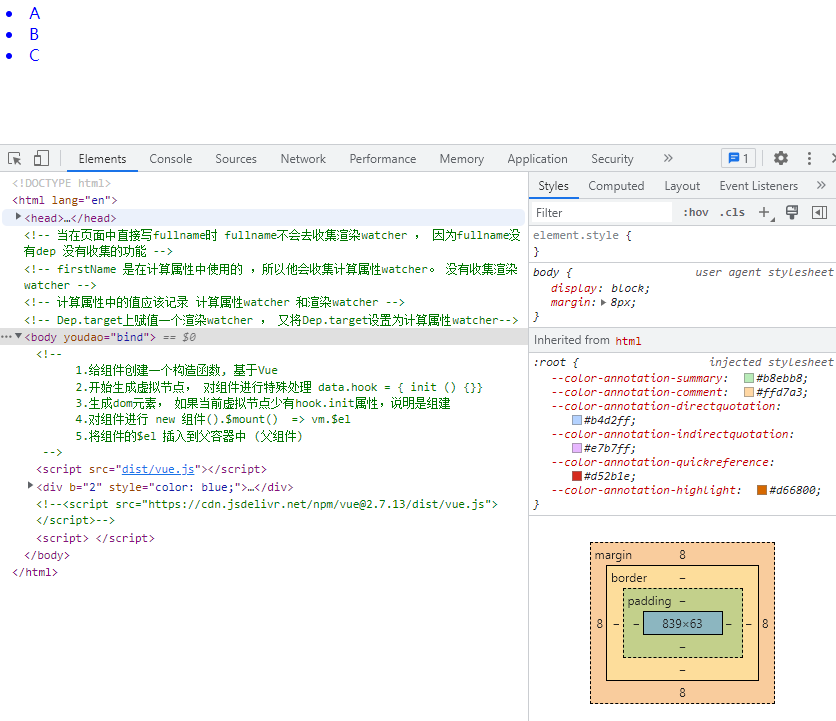 A
B
C
Elements Console Sources Network Performance Memory Application Security » 1
<!DOCTYPE html>
<html lang="en">
<head>…</head>
<!-- 当在页面中直接写fullname时 fullname不会去收集渲染watcher ， 因为fullname没
有dep 没有收集的功能 -->
<!-- firstName 是在计算属性中使用的 ，所以他会收集计算属性watcher。 没有收集渲染
watcher -->
<!-- 计算属性中的值应该记录 计算属性watcher 和渲染watcher -->
<!-- Dep.target上赋值一个渲染watcher ， 又将Dep.target设置为计算属性watcher-->
<body youdao="bind"> == $0
<!--
1.给组件创建一个构造函数, 基于Vue
2.开始生成虚拟节点， 对组件进行特殊处理 data.hook = { init () {}}
3.生成dom元素， 如果当前虚拟节点少有hook.init属性，说明是组建
4.对组件进行 new 组件().$mount() => vm.$el
5.将组件的$el 插入到父容器中 (父组件)
-->
<script src="dist/vue.js"></script>
<div b="2" style="color: blue;">…</div>
<!--<script src="https://cdn.jsdelivr.net/npm/vue@2.7.13/dist/vue.js">
</script>-->
<script> </script>
</body>
</html>
Styles Computed Layout Event Listeners »
Filter :hov .cls
element.style {
}
body { user agent stylesheet
display: block;
margin: 8px;
}
Inherited from html
:root { injected stylesheet
--color-annotation-summary: #b8ebb8;
--color-annotation-comment: #ffd7a3;
--color-annotation-directquotation:
#b4d2ff;
--color-annotation-indirectquotation:
#e7b7ff;
--color-annotation-quickreference:
#d52b1e;
--color-annotation-highlight: #d66800;
}
margin 8
border –
padding –
8 – – 839×63 – – 8
–
–
8